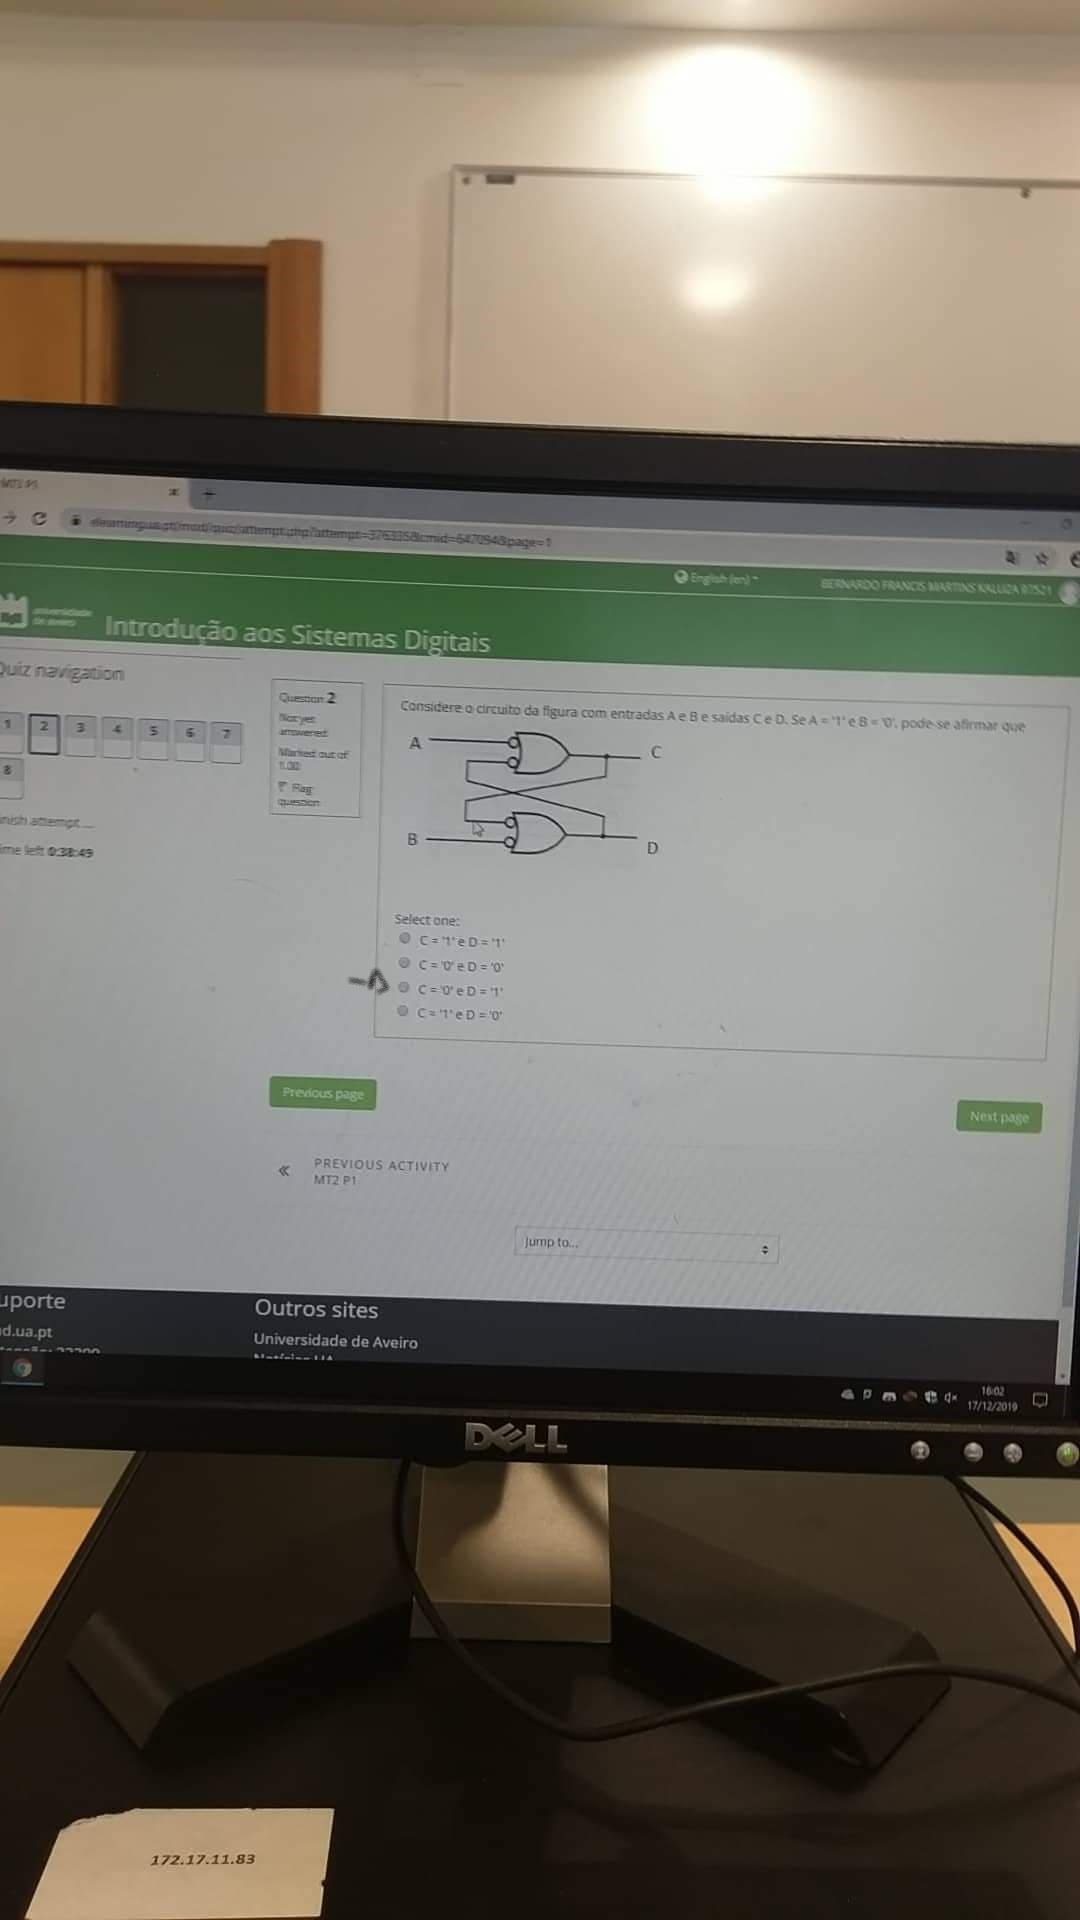 MT2 P1
elearning.ua.pt/mod/quiz/attempt.php?attempt=376335&cmid=647094&page=1
English (en)
BERNARDO FRANCIS MARTINS KALUZA 87521
universidade
de aveiro
Introdução aos Sistemas Digitais
Quiz navigation
1 2 3 4 5 6 7
8
nish attempt ...
ime left 0:38:49
Question 2
Not yet
answered
Marked out of
1.00
Flag
question
Considere o circuito da figura com entradas A e B e saídas C e D. Se A = '1' e B = '0', pode-se afirmar que
A
C
B
D
Select one:
C = '1' e D = '1'
C = '0' e D = '0'
C = '0' e D = '1'
C = '1' e D = '0'
Previous page
Next page
PREVIOUS ACTIVITY
MT2 P1
Jump to...
uporte
d.ua.pt
Outros sites
Universidade de Aveiro
Notícias UA
16:02
17/12/2019
DELL
172.17.11.83